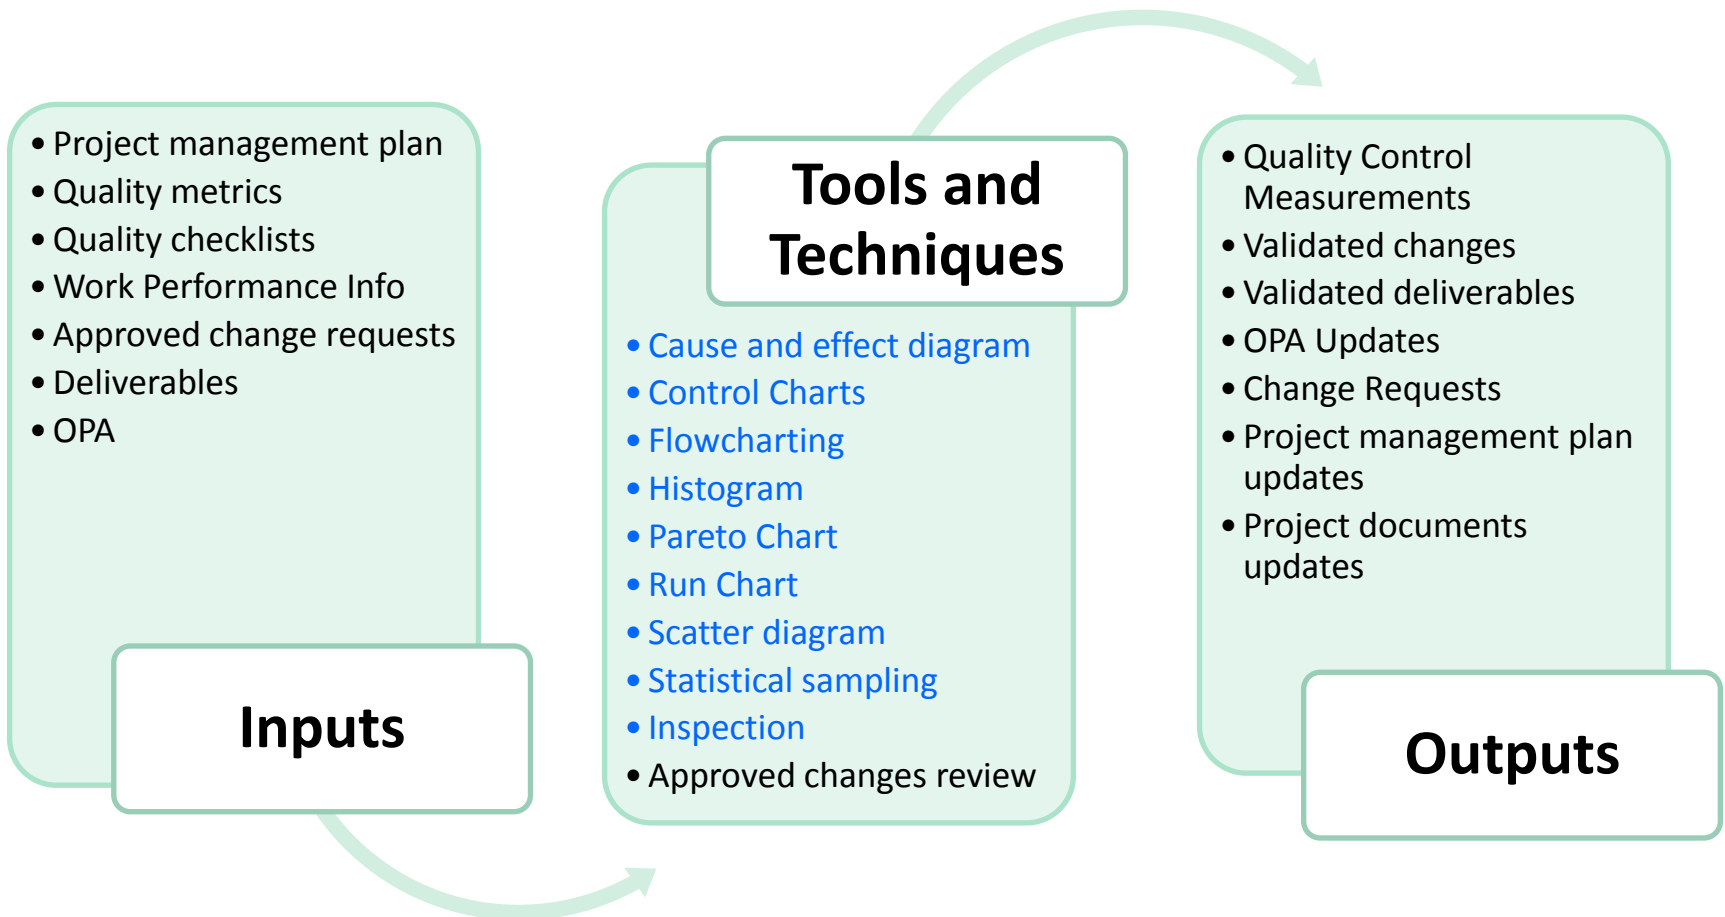 • Project management plan
• Quality metrics
• Quality checklists
• Work Performance Info
• Approved change requests
• Deliverables
• OPA
Inputs
Tools and
Techniques
• Cause and effect diagram
• Control Charts
• Flowcharting
• Histogram
• Pareto Chart
• Run Chart
• Scatter diagram
• Statistical sampling
• Inspection
• Approved changes review
• Quality Control
Measurements
• Validated changes
• Validated deliverables
• OPA Updates
• Change Requests
• Project management plan
updates
• Project documents
updates
Outputs